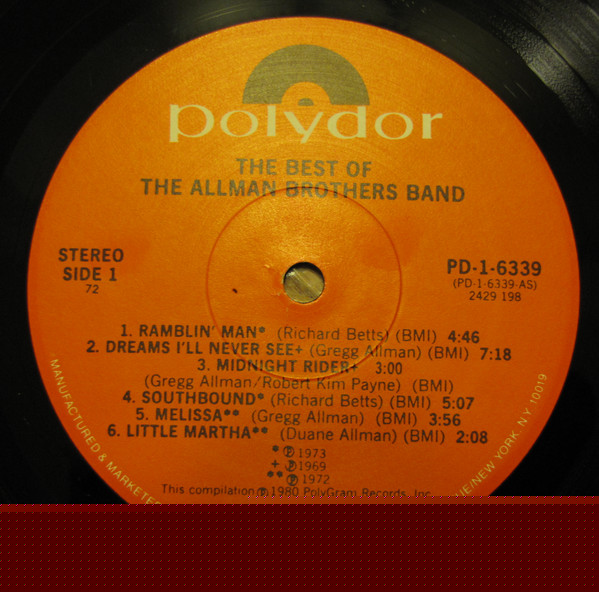 polydor
THE BEST OF
THE ALLMAN BROTHERS BAND
STEREO
SIDE 1
72
PD-1-6339
(PD-1-6339-AS)
2429 198
1. RAMBLIN' MAN* (Richard Betts) (BMI) 4:46
2. DREAMS I'LL NEVER SEE+ (Gregg Allman) (BMI) 7:18
3. MIDNIGHT RIDER+ 3:00
(Gregg Allman/Robert Kim Payne) (BMI)
4. SOUTHBOUND* (Richard Betts) (BMI) 5:07
5. MELISSA** (Gregg Allman) (BMI) 3:56
6. LITTLE MARTHA** (Duane Allman) (BMI) 2:08
* ℗ 1973
+ ℗ 1969
** ℗ 1972
This compilation ℗ 1980 PolyGram Records, Inc.
MANUFACTURED & MARKETED
NEW YORK, NY 10019